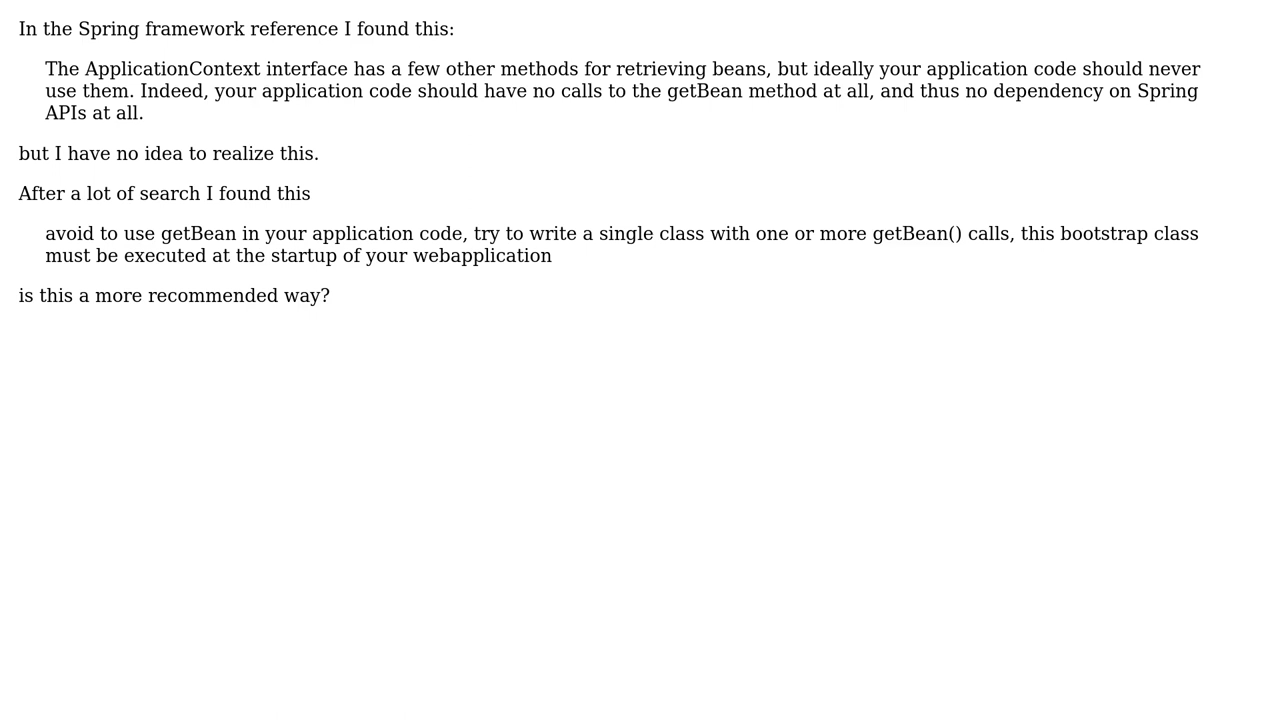 In the Spring framework reference I found this:
The ApplicationContext interface has a few other methods for retrieving beans, but ideally your application code should never
use them. Indeed, your application code should have no calls to the getBean method at all, and thus no dependency on Spring
APIs at all.
but I have no idea to realize this.
After a lot of search I found this
avoid to use getBean in your application code, try to write a single class with one or more getBean() calls, this bootstrap class
must be executed at the startup of your webapplication
is this a more recommended way?